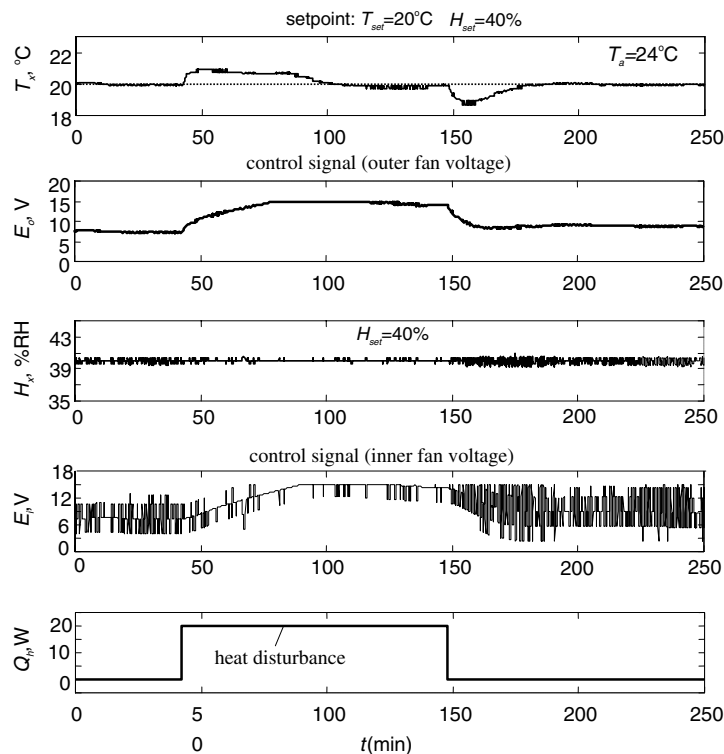 setpoint: T_set=20°C H_set=40%
T_x, °C
22
20
18
T_a=24°C
0 50 100 150 200 250
control signal (outer fan voltage)
E_o, V
20
15
10
5
0
0 50 100 150 200 250
H_x, %RH
43
39
35
H_set=40%
0 50 100 150 200 250
control signal (inner fan voltage)
E_i, V
18
12
6
0
0 50 100 150 200 250
Q_h, W
20
10
0
heat disturbance
0 5 100 150 200 250
0 t(min)